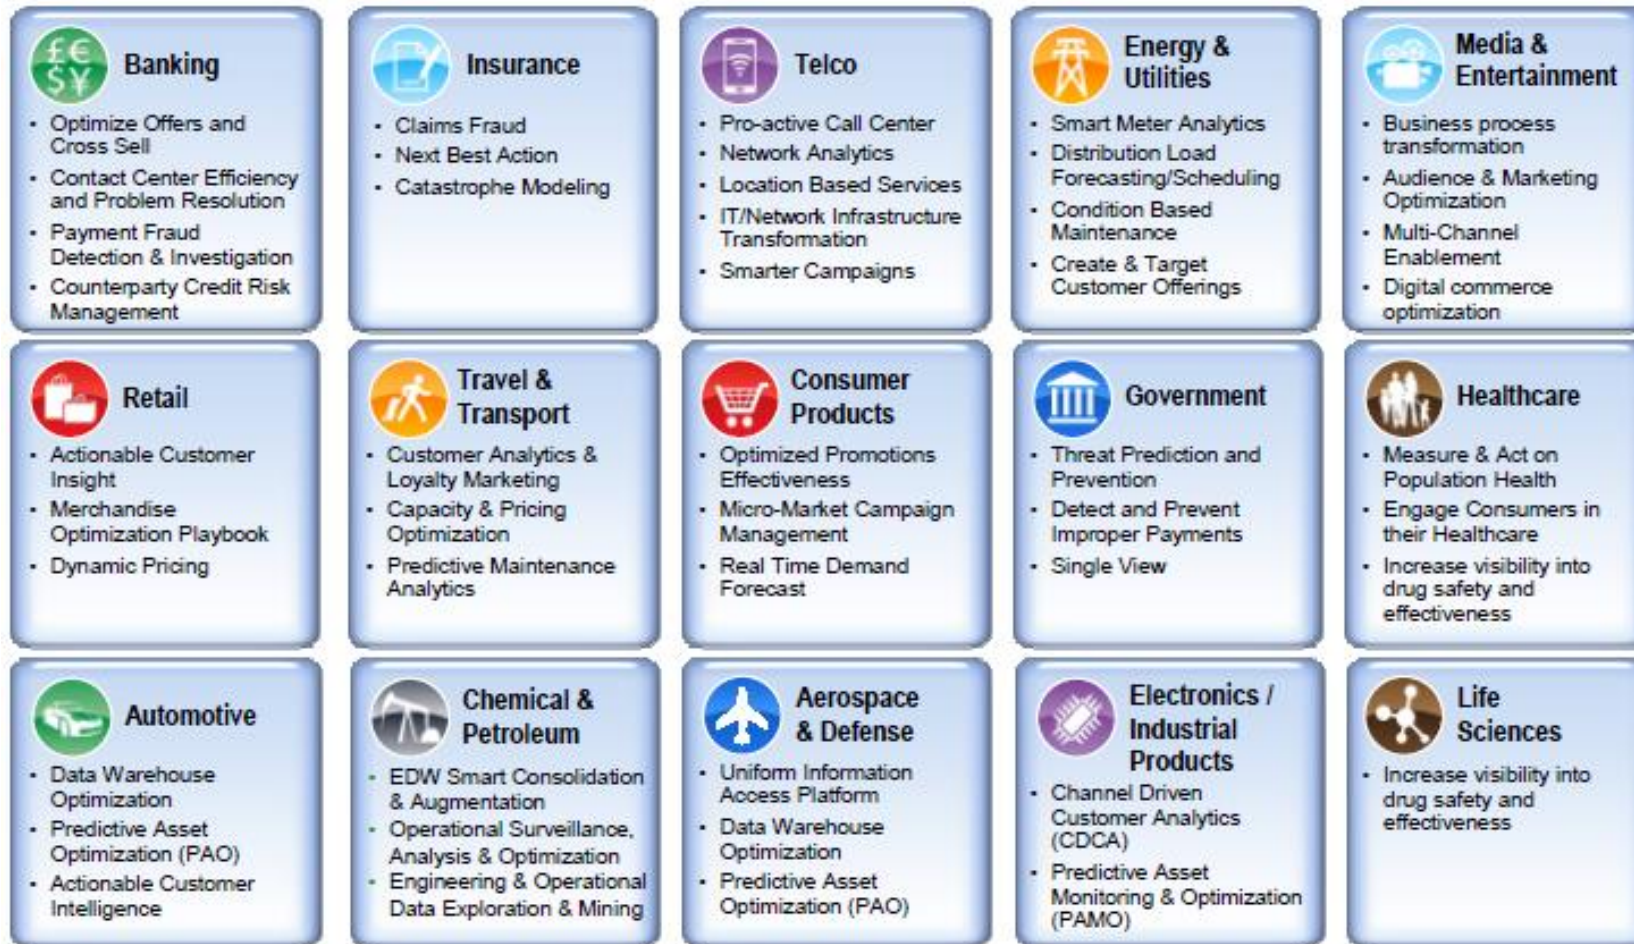 £ €
$ ¥
Banking
• Optimize Offers and
Cross Sell
• Contact Center Efficiency
and Problem Resolution
• Payment Fraud
Detection & Investigation
• Counterparty Credit Risk
Management
Insurance
• Claims Fraud
• Next Best Action
• Catastrophe Modeling
Telco
• Pro-active Call Center
• Network Analytics
• Location Based Services
• IT/Network Infrastructure
Transformation
• Smarter Campaigns
Energy &
Utilities
• Smart Meter Analytics
• Distribution Load
Forecasting/Scheduling
• Condition Based
Maintenance
• Create & Target
Customer Offerings
Media &
Entertainment
• Business process
transformation
• Audience & Marketing
Optimization
• Multi-Channel
Enablement
• Digital commerce
optimization
Retail
• Actionable Customer
Insight
• Merchandise
Optimization Playbook
• Dynamic Pricing
Travel &
Transport
• Customer Analytics &
Loyalty Marketing
• Capacity & Pricing
Optimization
• Predictive Maintenance
Analytics
Consumer
Products
• Optimized Promotions
Effectiveness
• Micro-Market Campaign
Management
• Real Time Demand
Forecast
Government
• Threat Prediction and
Prevention
• Detect and Prevent
Improper Payments
• Single View
Healthcare
• Measure & Act on
Population Health
• Engage Consumers in
their Healthcare
• Increase visibility into
drug safety and
effectiveness
Automotive
• Data Warehouse
Optimization
• Predictive Asset
Optimization (PAO)
• Actionable Customer
Intelligence
Chemical &
Petroleum
• EDW Smart Consolidation
& Augmentation
• Operational Surveillance,
Analysis & Optimization
• Engineering & Operational
Data Exploration & Mining
Aerospace
& Defense
• Uniform Information
Access Platform
• Data Warehouse
Optimization
• Predictive Asset
Optimization (PAO)
Electronics /
Industrial
Products
• Channel Driven
Customer Analytics
(CDCA)
• Predictive Asset
Monitoring & Optimization
(PAMO)
Life
Sciences
• Increase visibility into
drug safety and
effectiveness